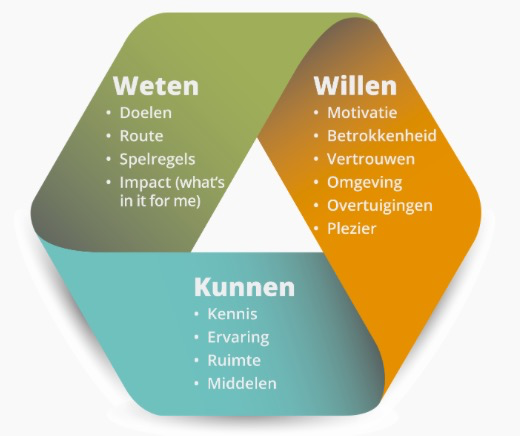 Weten
• Doelen
• Route
• Spelregels
• Impact (what's
in it for me)
Willen
• Motivatie
• Betrokkenheid
• Vertrouwen
• Omgeving
• Overtuigingen
• Plezier
Kunnen
• Kennis
• Ervaring
• Ruimte
• Middelen